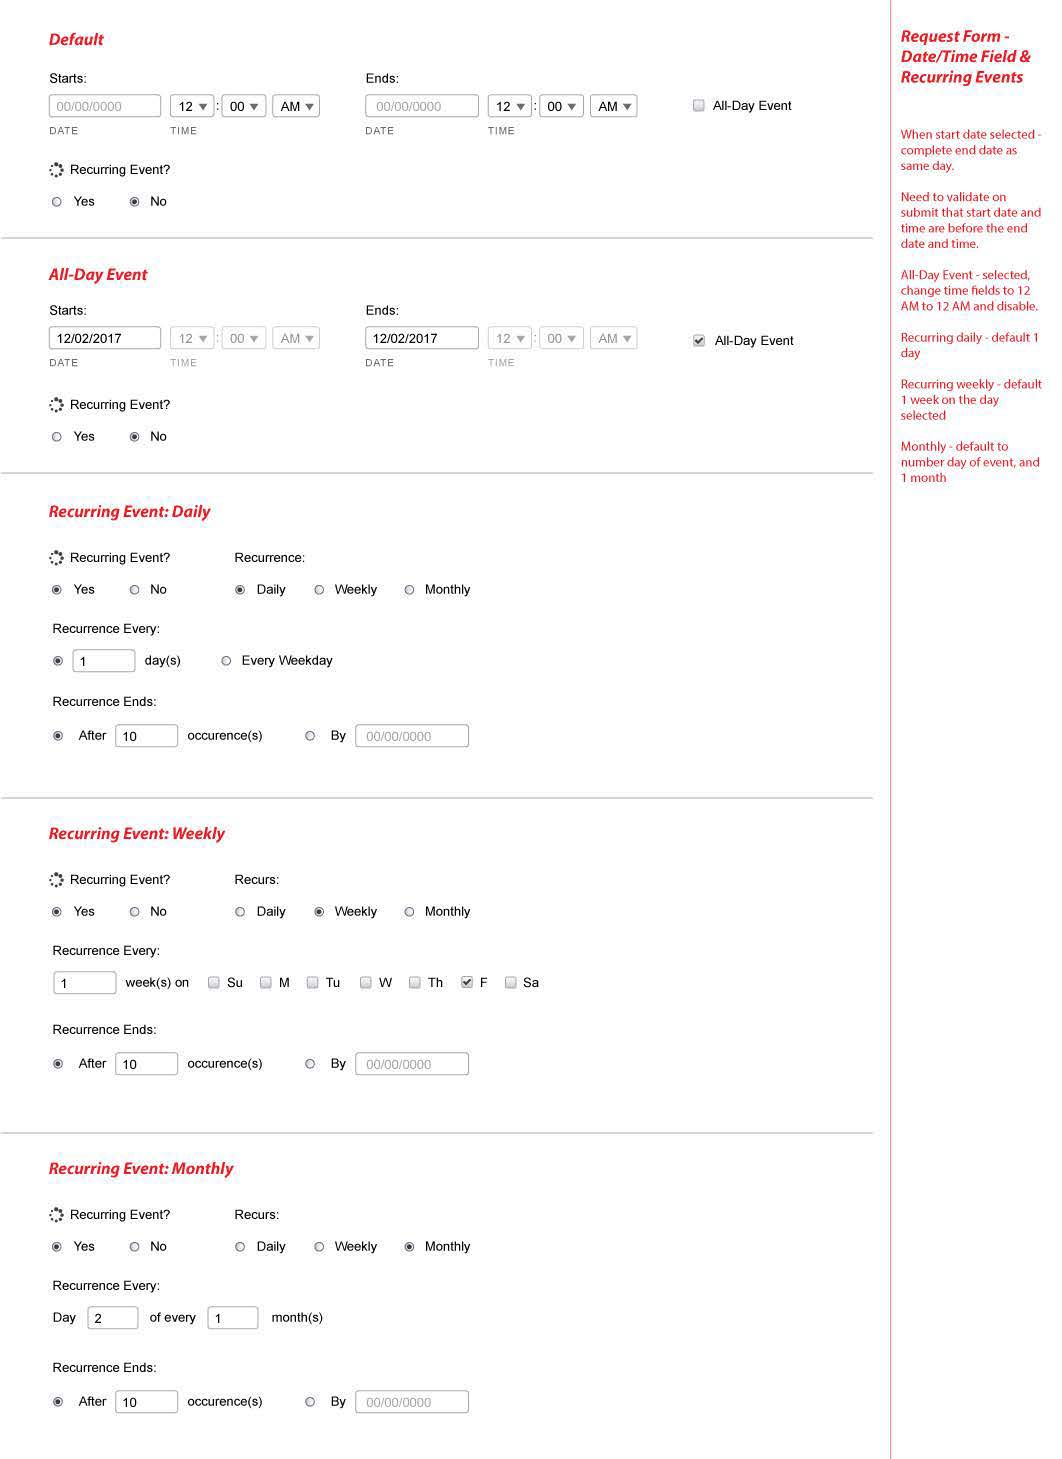 Default
Starts:
Ends:
00/00/0000 12 : 00 AM 00/00/0000 12 : 00 AM All-Day Event
DATE TIME DATE TIME
Recurring Event?
Yes No
All-Day Event
Starts:
Ends:
12/02/2017 12 : 00 AM 12/02/2017 12 : 00 AM All-Day Event
DATE TIME DATE TIME
Recurring Event?
Yes No
Recurring Event: Daily
Recurring Event? Recurrence:
Yes No Daily Weekly Monthly
Recurrence Every:
1 day(s) Every Weekday
Recurrence Ends:
After 10 occurence(s) By 00/00/0000
Recurring Event: Weekly
Recurring Event? Recurs:
Yes No Daily Weekly Monthly
Recurrence Every:
1 week(s) on Su M Tu W Th F Sa
Recurrence Ends:
After 10 occurence(s) By 00/00/0000
Recurring Event: Monthly
Recurring Event? Recurs:
Yes No Daily Weekly Monthly
Recurrence Every:
Day 2 of every 1 month(s)
Recurrence Ends:
After 10 occurence(s) By 00/00/0000
Request Form -
Date/Time Field &
Recurring Events
When start date selected -
complete end date as
same day.
Need to validate on
submit that start date and
time are before the end
date and time.
All-Day Event - selected,
change time fields to 12
AM to 12 AM and disable.
Recurring daily - default 1
day
Recurring weekly - default
1 week on the day
selected
Monthly - default to
number day of event, and
1 month